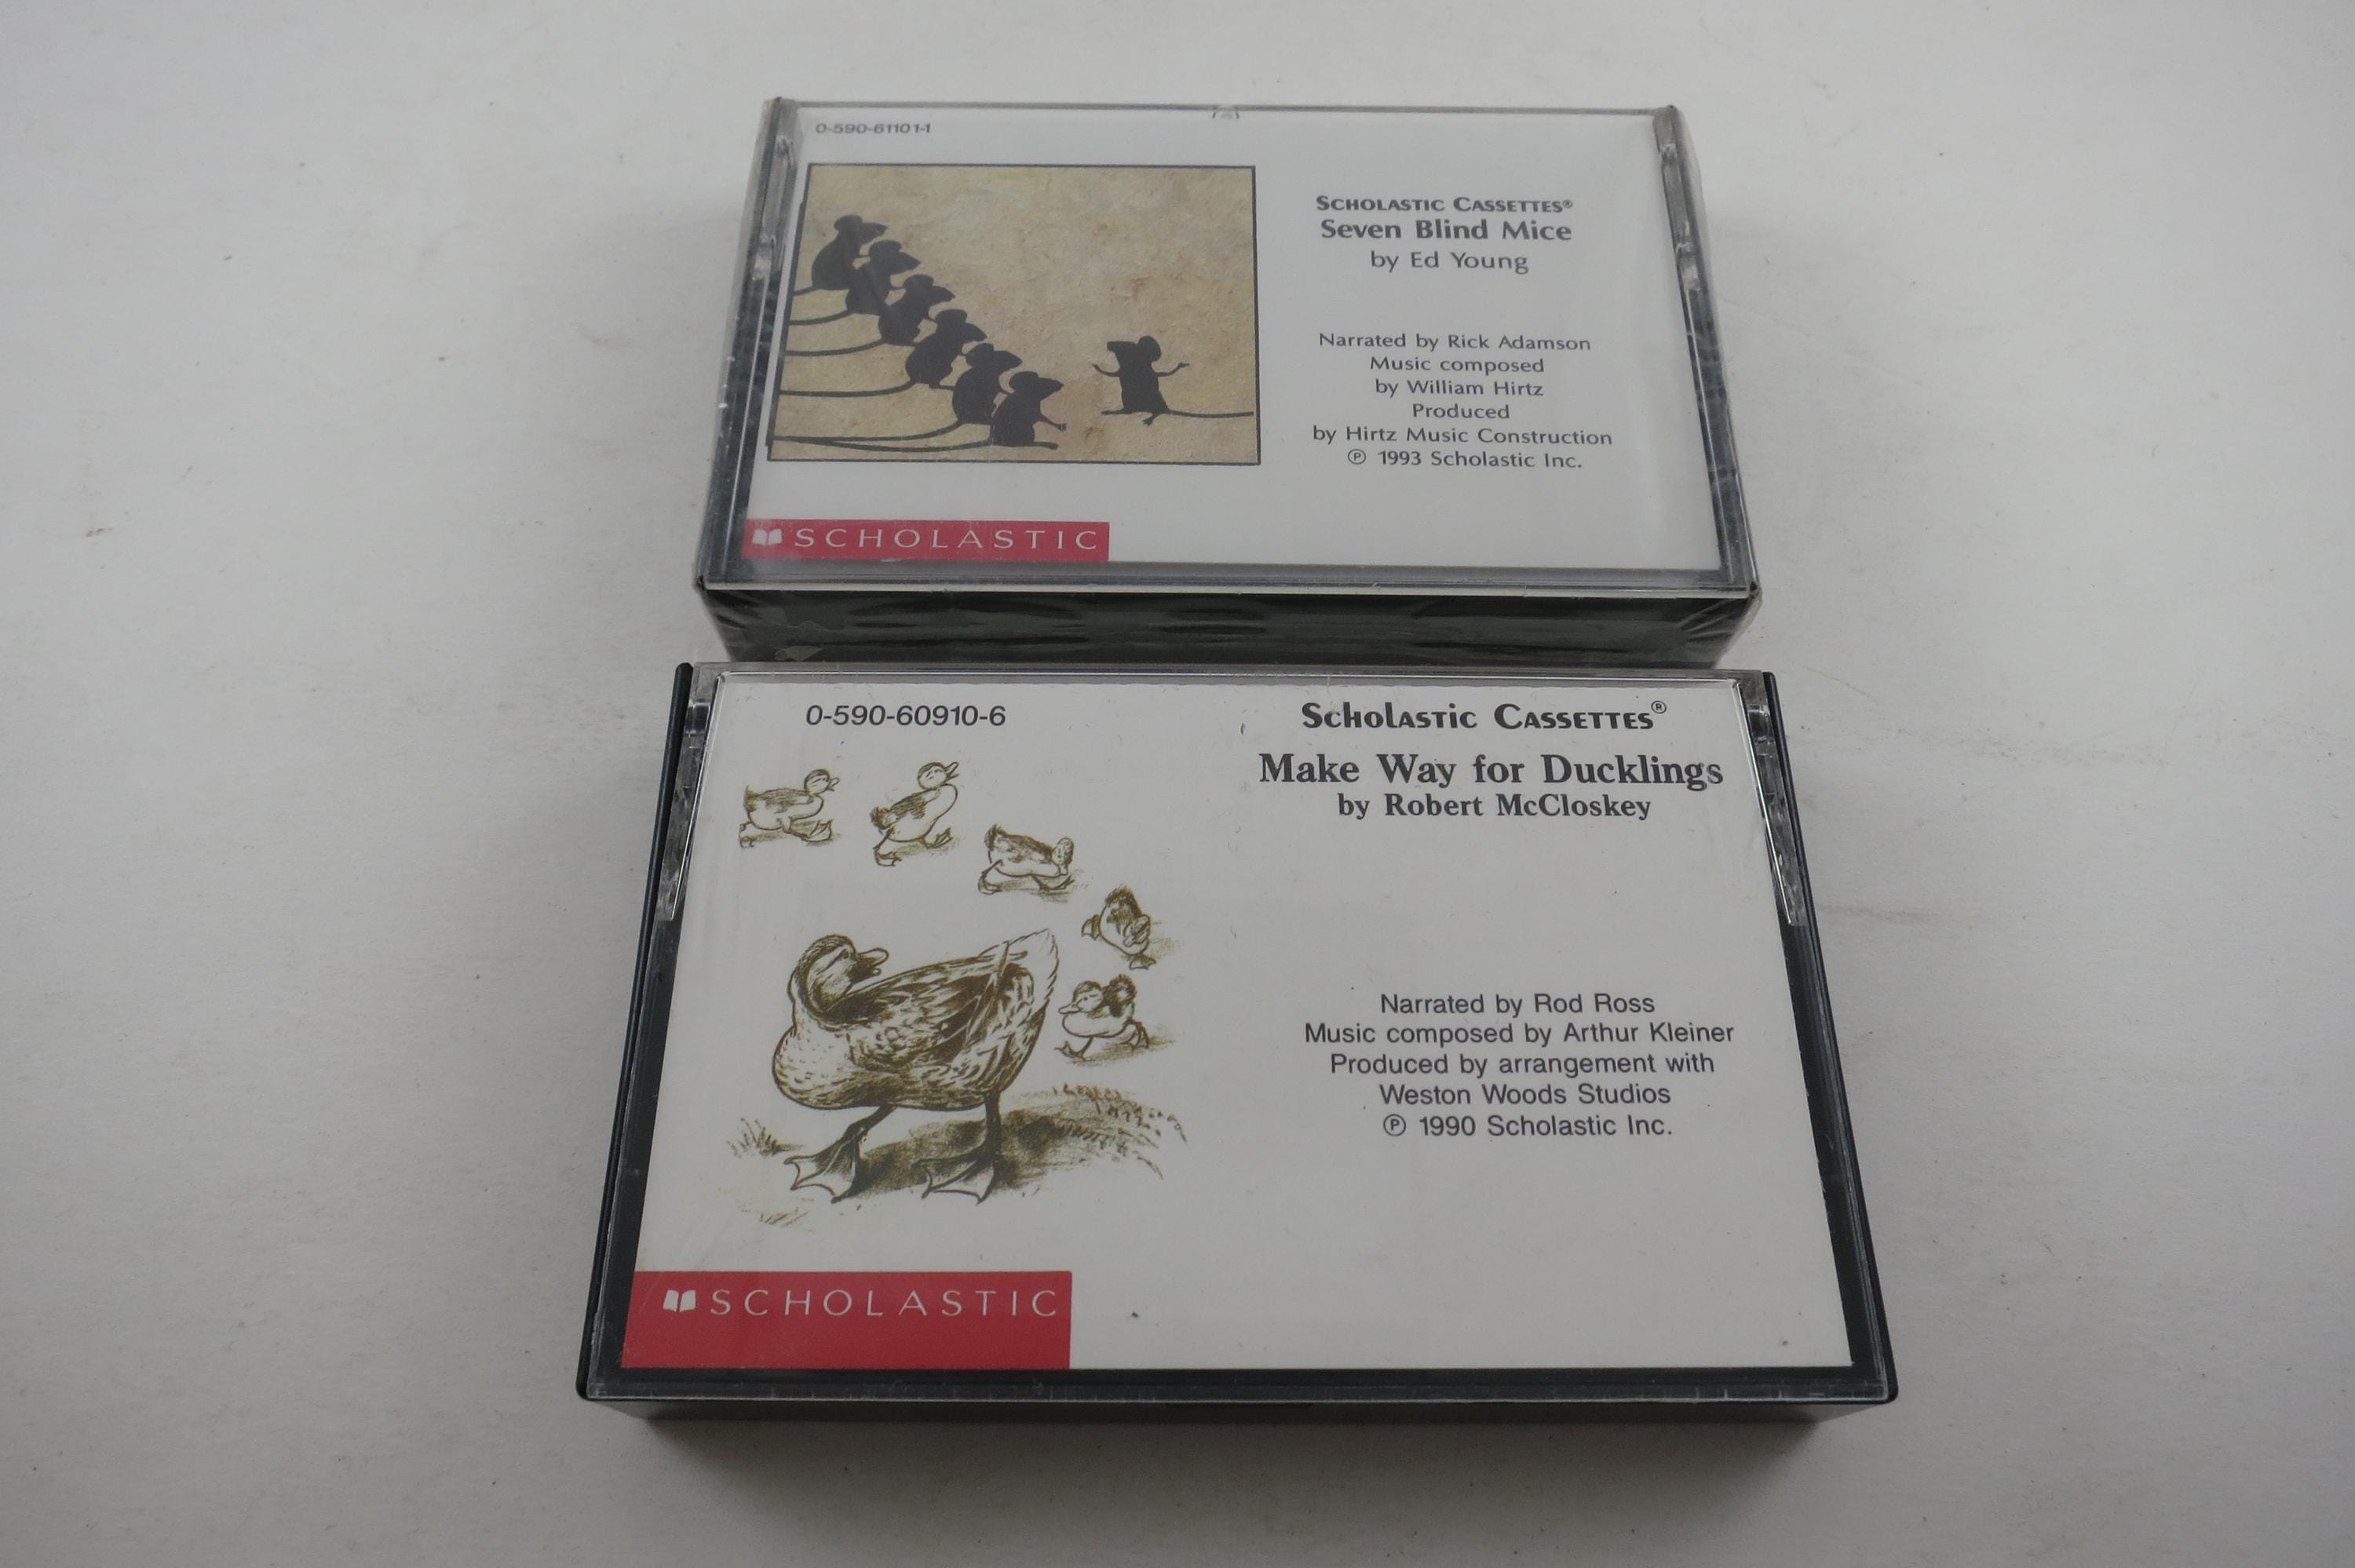 0-590-61101-1
SCHOLASTIC CASSETTES®
Seven Blind Mice
by Ed Young
Narrated by Rick Adamson
Music composed
by William Hirtz
Produced
by Hirtz Music Construction
℗ 1993 Scholastic Inc.
SCHOLASTIC
0-590-60910-6
SCHOLASTIC CASSETTES®
Make Way for Ducklings
by Robert McCloskey
Narrated by Rod Ross
Music composed by Arthur Kleiner
Produced by arrangement with
Weston Woods Studios
℗ 1990 Scholastic Inc.
SCHOLASTIC